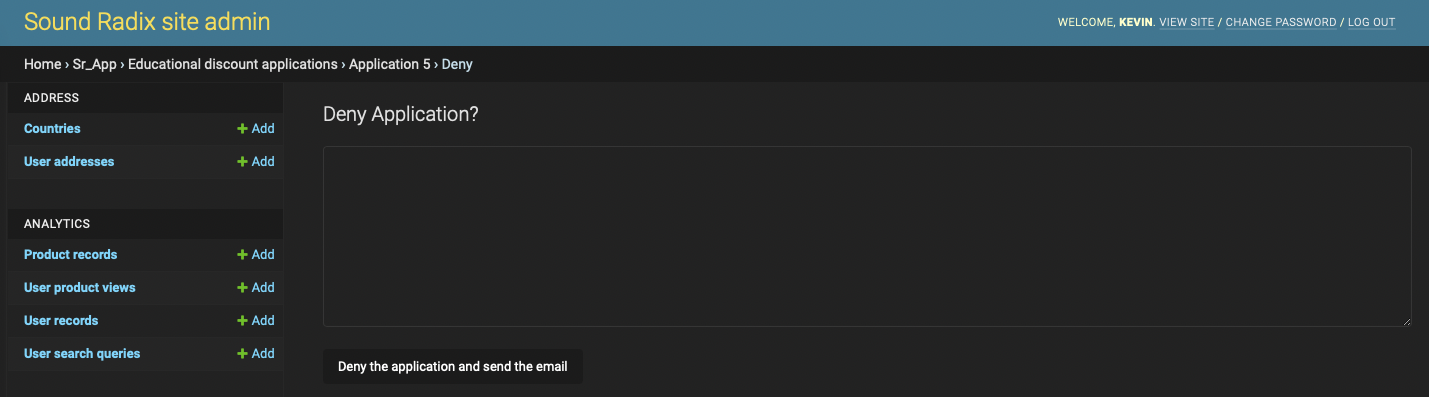 Sound Radix site admin
WELCOME, KEVIN. VIEW SITE / CHANGE PASSWORD / LOG OUT
Home › Sr_App › Educational discount applications › Application 5 › Deny
ADDRESS
Countries + Add
User addresses + Add
ANALYTICS
Product records + Add
User product views + Add
User records + Add
User search queries + Add
Deny Application?
Deny the application and send the email